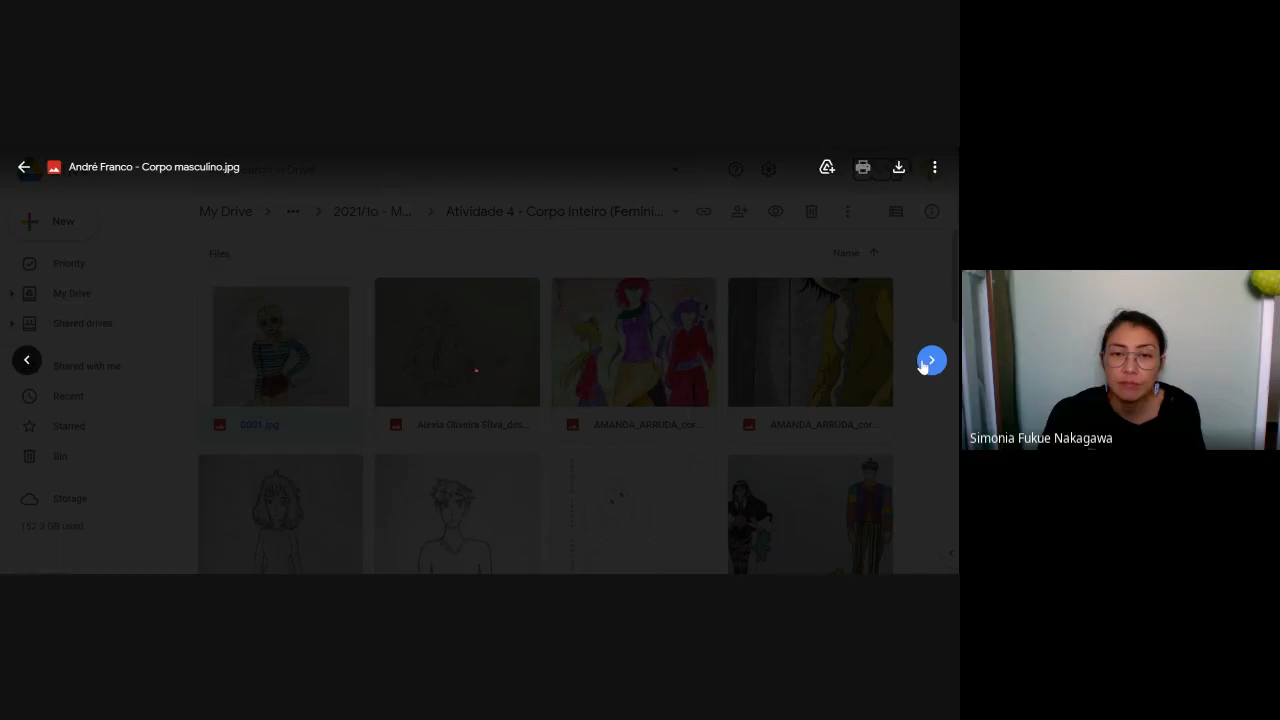 André Franco - Corpo masculino.jpg
My Drive
2021/1o - M...
Atividade 4 - Corpo Inteiro (Femini...
New
Files
Name
Priority
My Drive
Shared drives
Shared with me
Recent
Starred
Bin
Storage
0001.jpg
Alexia Oliveira Silva_des...
AMANDA_ARRUDA_cor...
AMANDA_ARRUDA_cor...
GB used
Simonia Fukue Nakagawa